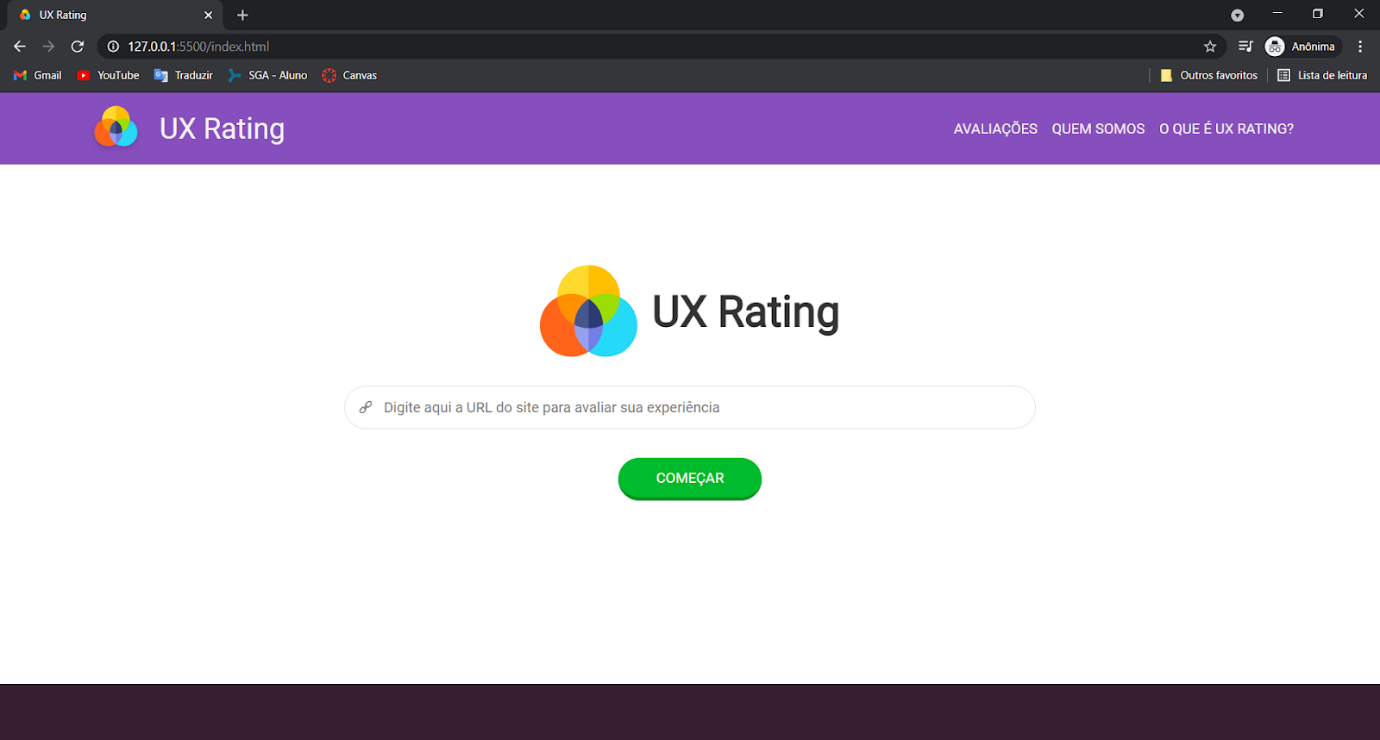 UX Rating
127.0.0.1:5500/index.html
Anônima
Gmail YouTube Traduzir SGA - Aluno Canvas Outros favoritos Lista de leitura
UX Rating AVALIAÇÕES QUEM SOMOS O QUE É UX RATING?
UX Rating
Digite aqui a URL do site para avaliar sua experiência
COMEÇAR